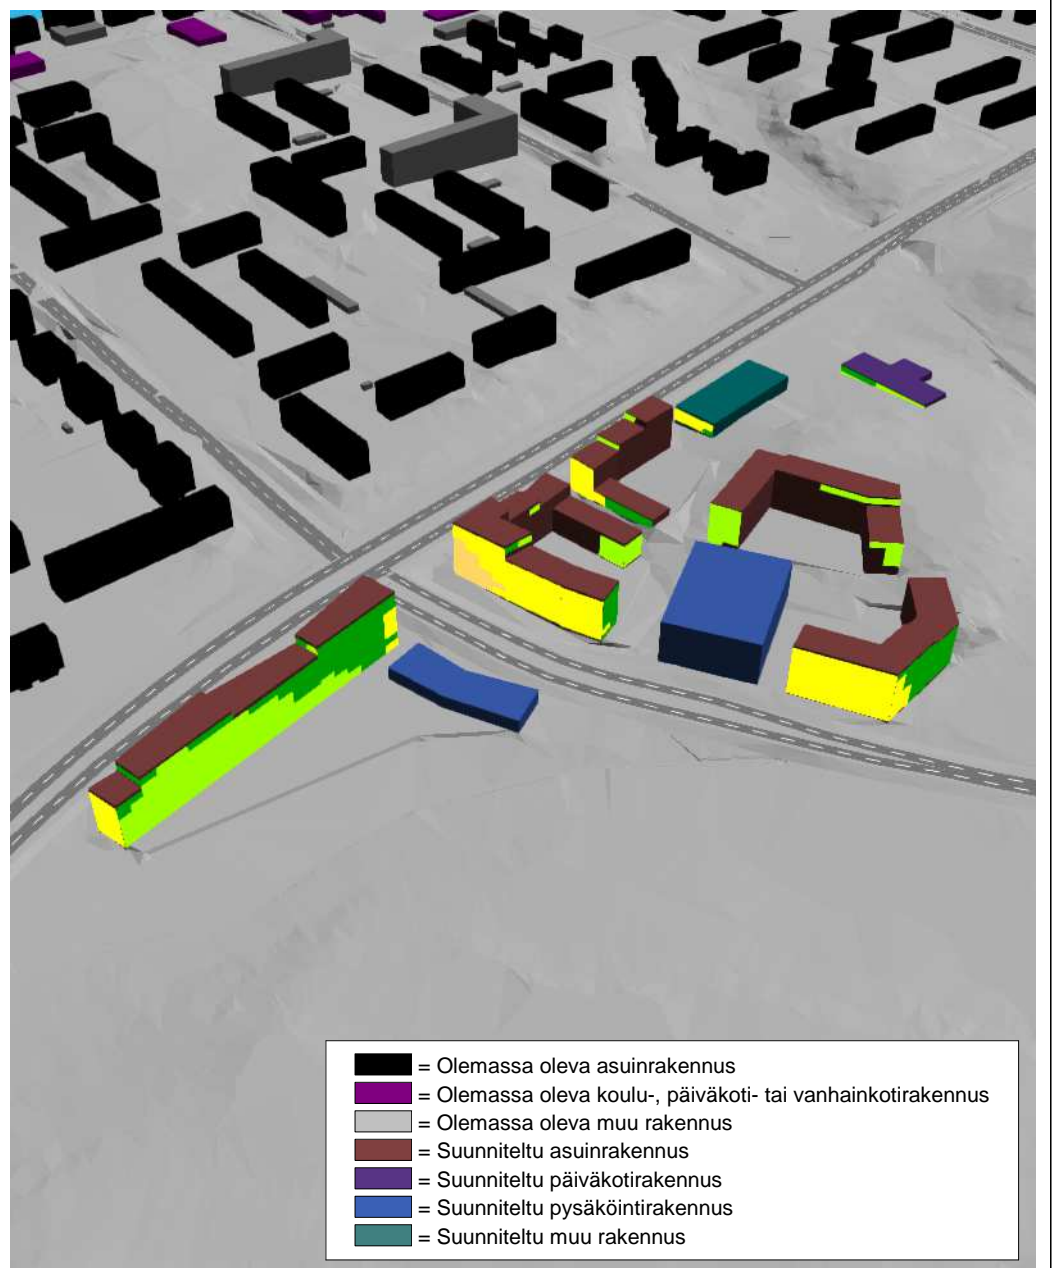 = Olemassa oleva asuinrakennus
= Olemassa oleva koulu-, päiväkoti- tai vanhainkotirakennus
= Olemassa oleva muu rakennus
= Suunniteltu asuinrakennus
= Suunniteltu päiväkotirakennus
= Suunniteltu pysäköintirakennus
= Suunniteltu muu rakennus